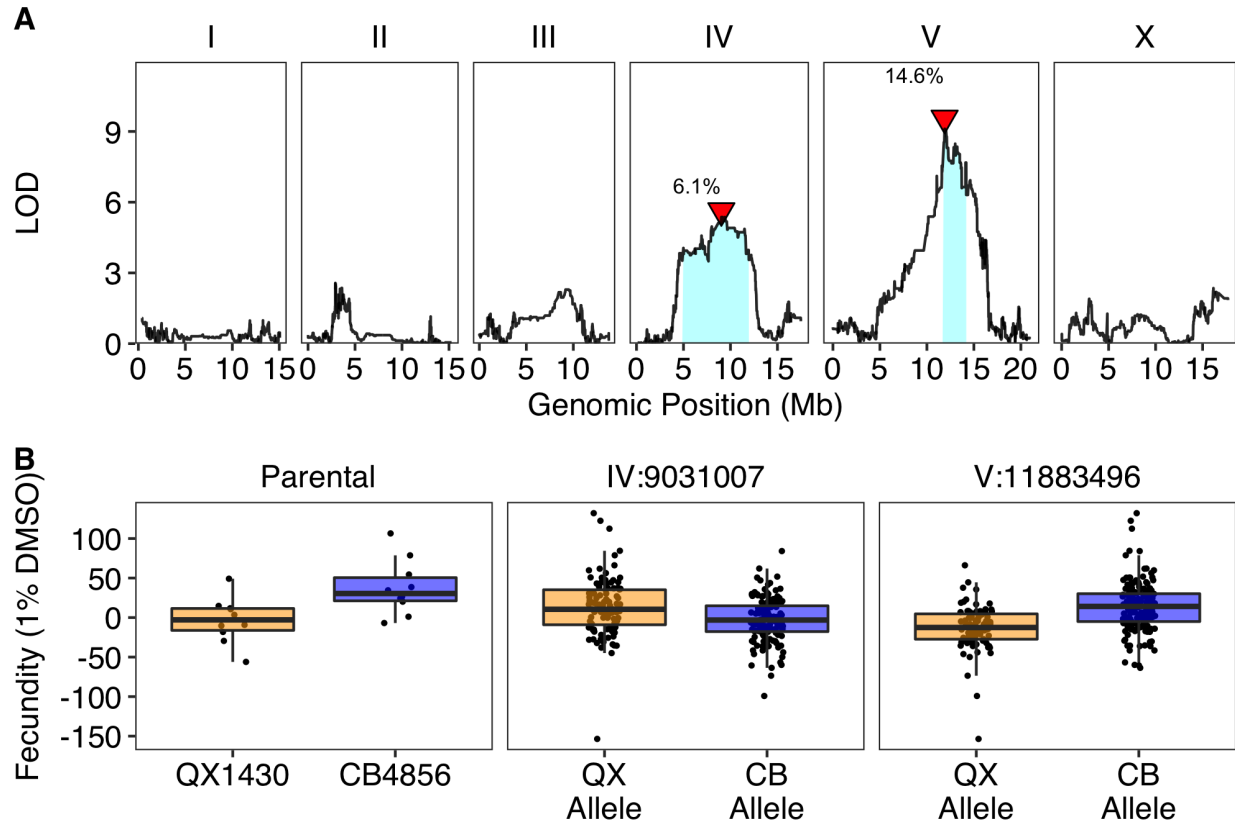 A
I II III IV V X
14.6%
6.1%
LOD
9
6
3
0
0 5 10 15 0 5 10 15 0 5 10 0 5 10 15 0 5 10 15 20 0 5 10 15
Genomic Position (Mb)
B
Parental IV:9031007 V:11883496
Fecundity (1% DMSO)
100
50
0
-50
-100
-150
QX1430 CB4856 QX CB QX CB
Allele Allele Allele Allele